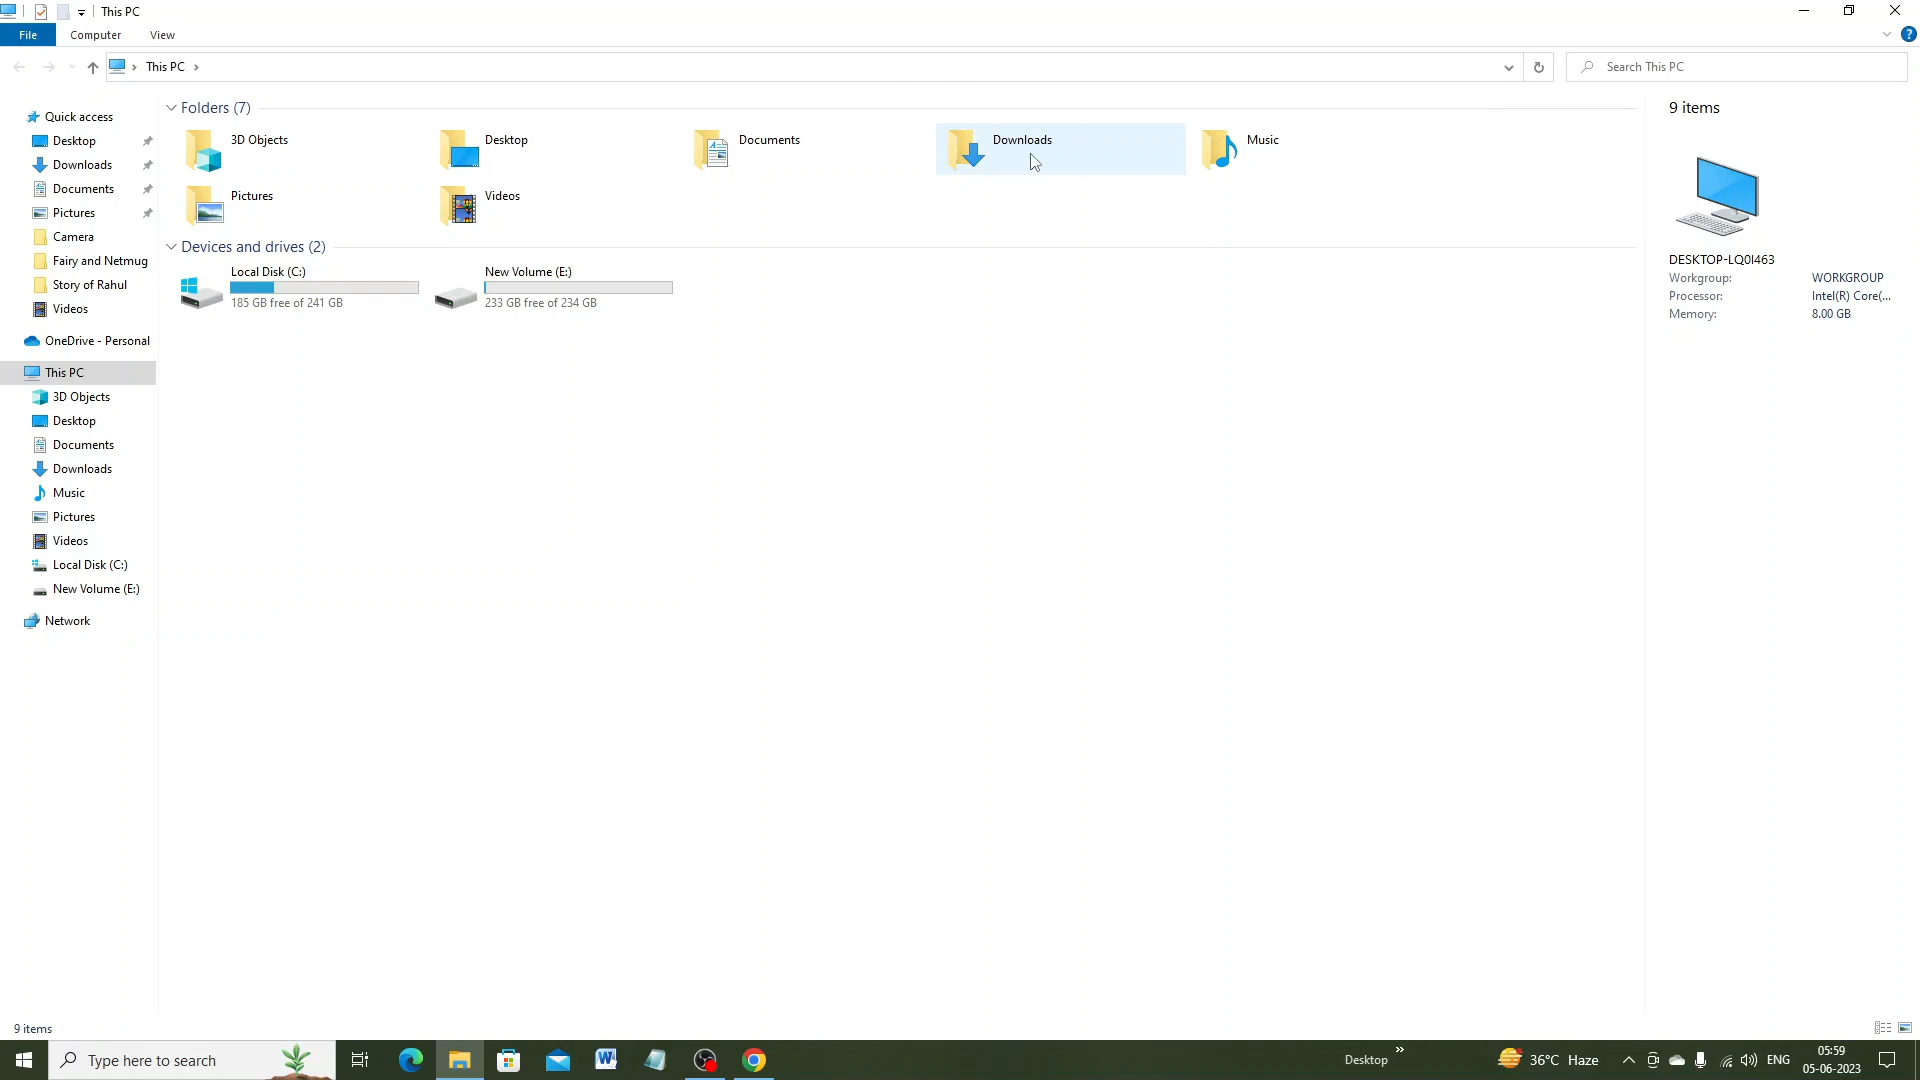 This PC
File Computer View
This PC
Search This PC
Quick access
Desktop
Downloads
Documents
Pictures
Camera
Fairy and Netmug
Story of Rahul
Videos
OneDrive - Personal
This PC
3D Objects
Desktop
Documents
Downloads
Music
Pictures
Videos
Local Disk (C:)
New Volume (E:)
Network
Folders (7)
3D Objects
Desktop
Documents
Downloads
Music
Pictures
Videos
Devices and drives (2)
Local Disk (C:)
185 GB free of 241 GB
New Volume (E:)
233 GB free of 234 GB
9 items
DESKTOP-LQ0I463
Workgroup: WORKGROUP
Processor: Intel(R) Core(...
Memory: 8.00 GB
9 items
Type here to search
W
Desktop
36°C Haze
ENG
05:59
05-06-2023